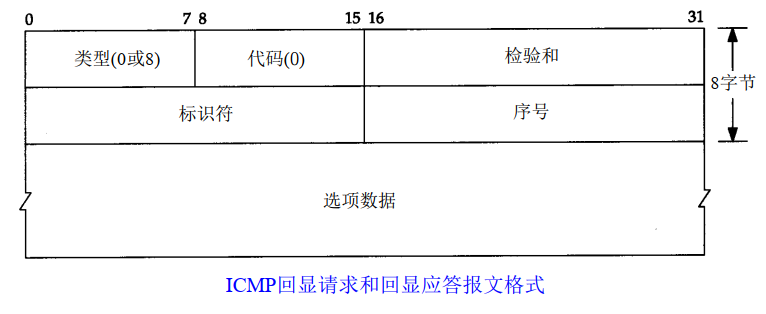 0 7 8 15 16 31
类型(0或8) 代码(0) 检验和
8字节
标识符 序号
选项数据
ICMP回显请求和回显应答报文格式